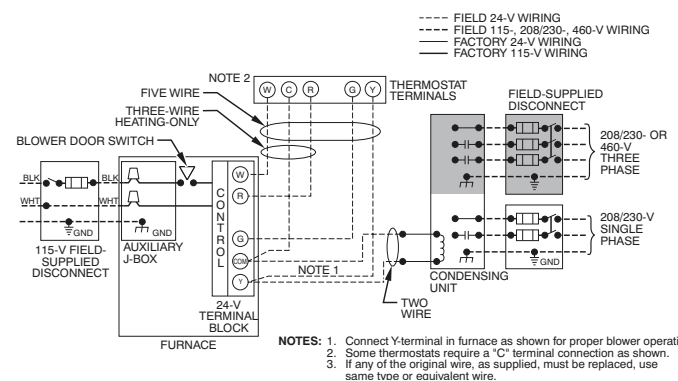 FIELD 24-V WIRING
FIELD 115-, 208/230-, 460-V WIRING
FACTORY 24-V WIRING
FACTORY 115-V WIRING
NOTE 2
W C R G Y
THERMOSTAT
TERMINALS
FIVE WIRE
THREE-WIRE
HEATING-ONLY
FIELD-SUPPLIED
DISCONNECT
BLOWER DOOR SWITCH
208/230- OR
460-V
THREE
PHASE
BLK
BLK
WHT
WHT
GND
GND
W
R
G
COM
Y
CONTROL
NOTE 1
115-V FIELD-
SUPPLIED
DISCONNECT
AUXILIARY
J-BOX
24-V
TERMINAL
BLOCK
FURNACE
TWO
WIRE
CONDENSING
UNIT
208/230-V
SINGLE
PHASE
GND
NOTES: 1. Connect Y-terminal in furnace as shown for proper blower operati
2. Some thermostats require a "C" terminal connection as shown.
3. If any of the original wire, as supplied, must be replaced, use
same type or equivalent wire.